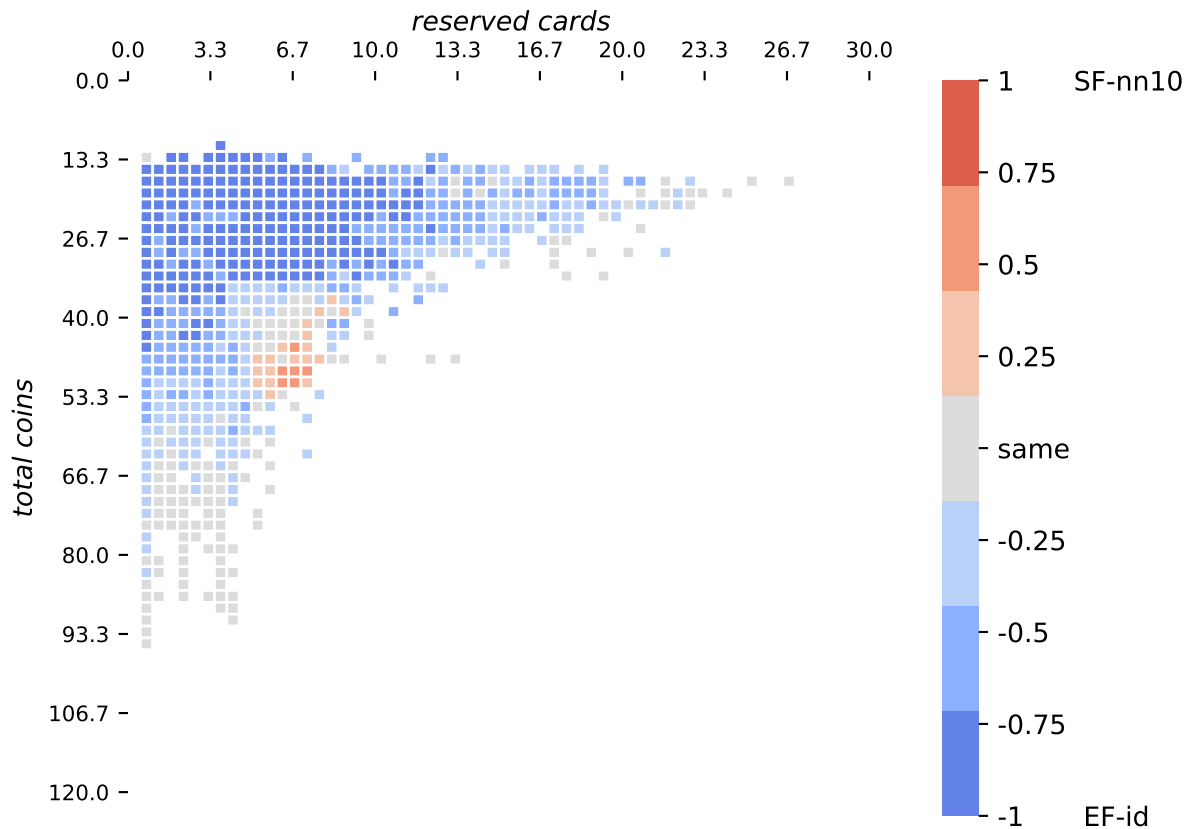 reserved cards
0.0 3.3 6.7 10.0 13.3 16.7 20.0 23.3 26.7 30.0
0.0
13.3
26.7
40.0
53.3
66.7
80.0
93.3
106.7
120.0
total coins
1 SF-nn10
0.75
0.5
0.25
same
-0.25
-0.5
-0.75
-1 EF-id